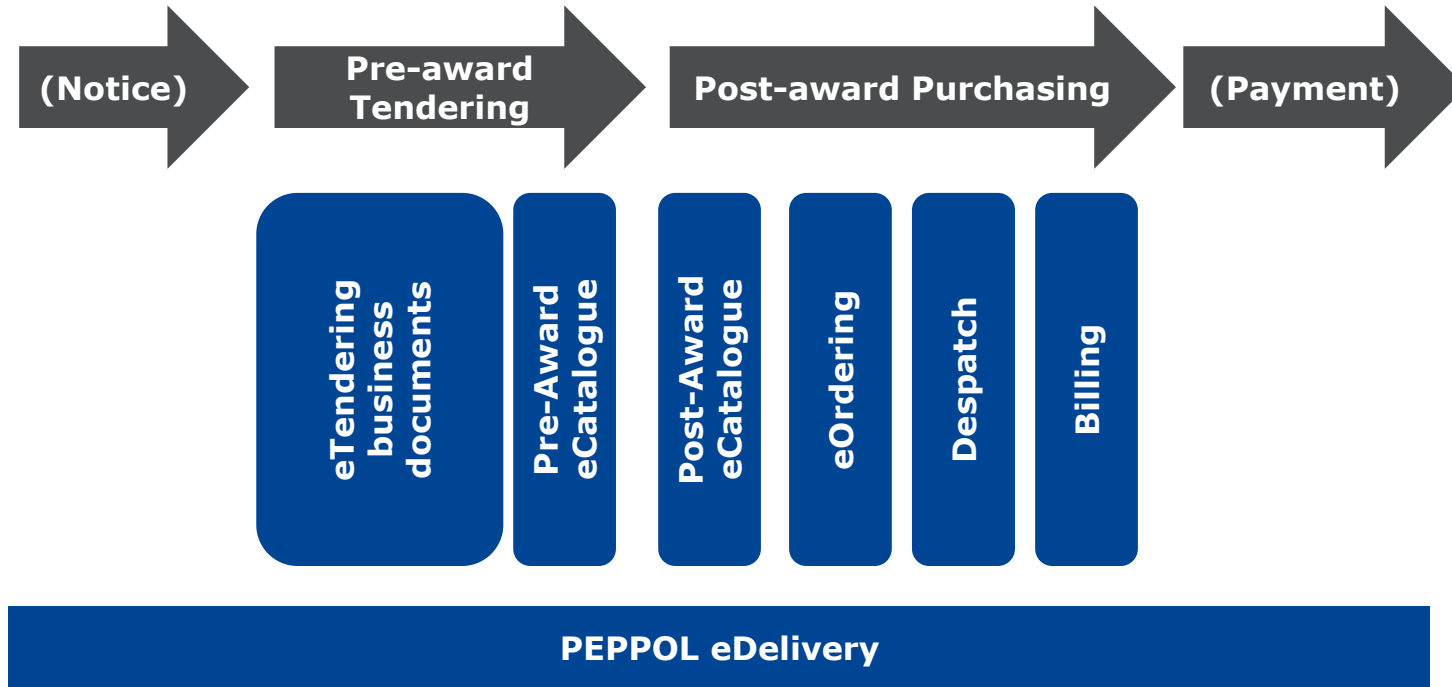 (Notice)
Pre-award
Tendering
Post-award Purchasing
(Payment)
eTendering
business
documents
Pre-Award
eCatalogue
Post-Award
eCatalogue
eOrdering
Despatch
Billing
PEPPOL eDelivery